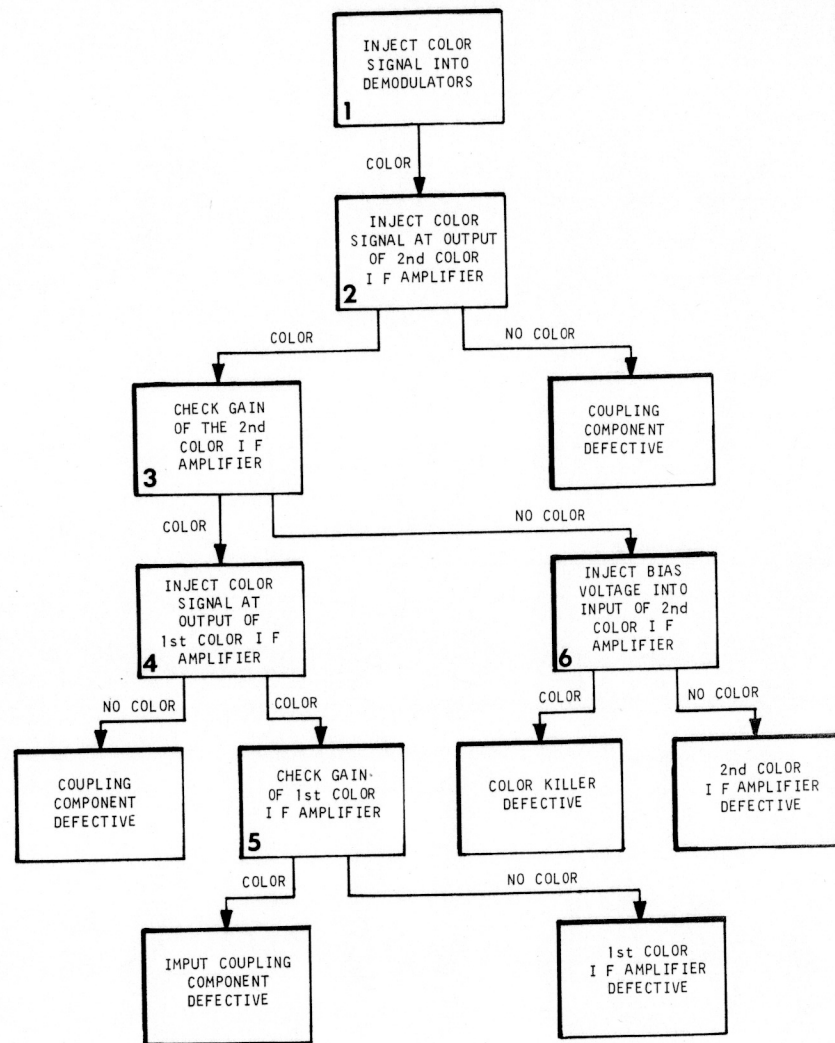 INJECT COLOR
SIGNAL INTO
DEMODULATORS
1
COLOR
INJECT COLOR
SIGNAL AT OUTPUT
OF 2nd COLOR
I F AMPLIFIER
2
COLOR
NO COLOR
CHECK GAIN
OF THE 2nd
COLOR I F
AMPLIFIER
3
COUPLING
COMPONENT
DEFECTIVE
COLOR
NO COLOR
INJECT COLOR
SIGNAL AT
OUTPUT OF
1st COLOR I F
AMPLIFIER
4
INJECT BIAS
VOLTAGE INTO
INPUT OF 2nd
COLOR I F
AMPLIFIER
6
NO COLOR
COLOR
COLOR
NO COLOR
COUPLING
COMPONENT
DEFECTIVE
CHECK GAIN
OF 1st COLOR
I F AMPLIFIER
5
COLOR KILLER
DEFECTIVE
2nd COLOR
I F AMPLIFIER
DEFECTIVE
COLOR
NO COLOR
IMPUT COUPLING
COMPONENT
DEFECTIVE
1st COLOR
I F AMPLIFIER
DEFECTIVE